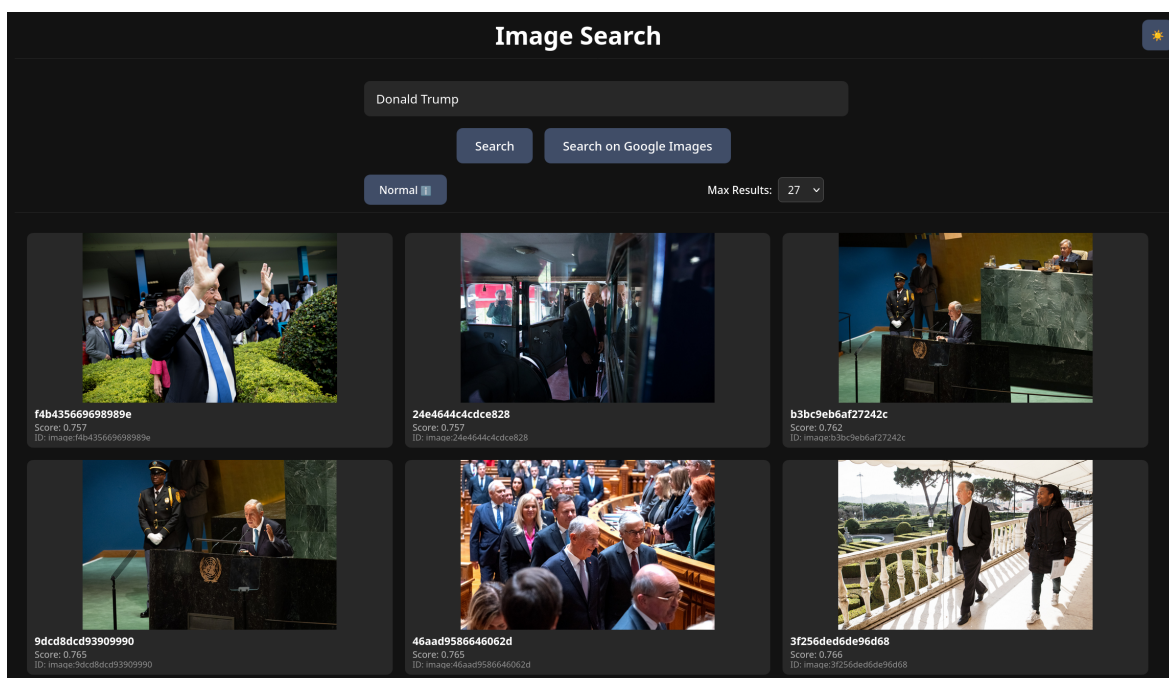 Image Search
Donald Trump
Search
Search on Google Images
Normal
Max Results:
27
f4b435669698989e
Score: 0.757
ID: image:f4b435669698989e
24e4644c4cdce828
Score: 0.757
ID: image:24e4644c4cdce828
b3bc9eb6af27242c
Score: 0.762
ID: image:b3bc9eb6af27242c
9dcd8dcd93909990
Score: 0.765
ID: image:9dcd8dcd93909990
46aad9586646062d
Score: 0.765
ID: image:46aad9586646062d
3f256ded6de96d68
Score: 0.766
ID: image:3f256ded6de96d68